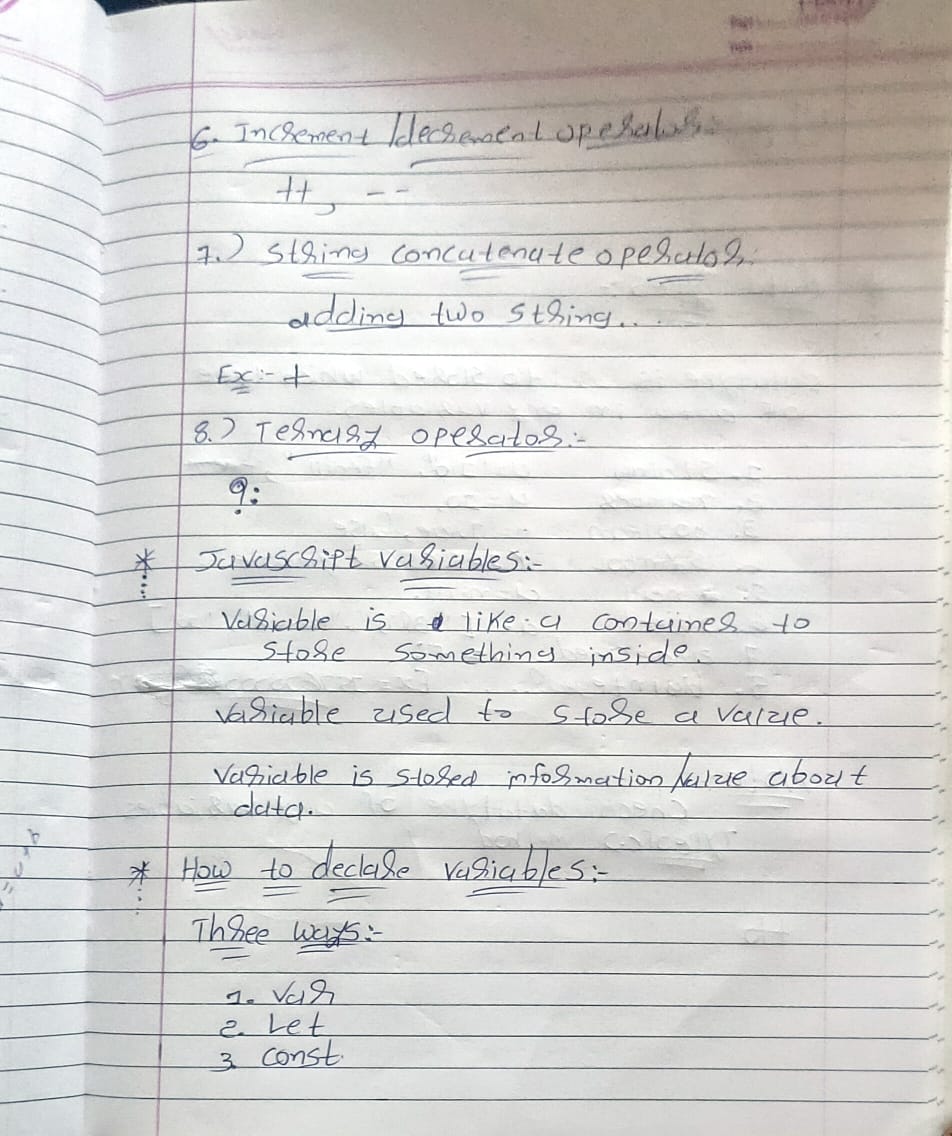 6. Increment / decrement operator:
++, --
7.) String concatenate operator:
adding two string...
Ex:- +
8.) Ternary operator:-
?:
* Javascript variables:-
Variable is like a container to
store something inside.
variable used to store a value.
Variable is stored information/value about
data.
* How to declare variables:-
Three ways:-
1. Var
2. Let
3. Const.